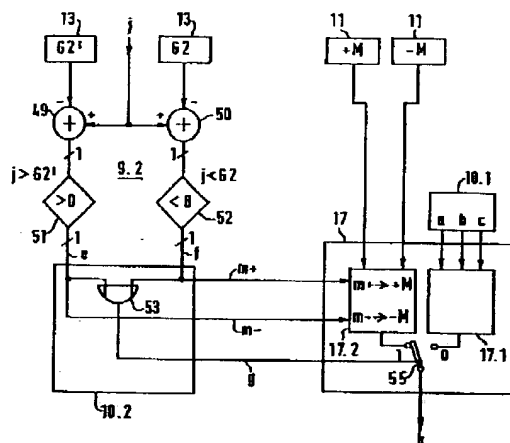 13 j 13 11 11
G2' G2 +M -M
- -
49 + + + + 50
1 1
j>G2' 9.2 j<G2
10.1
>0 <0 a b c
51 52 17
1 1
e f
m+ m+→+M
53 m-→-M
m- 17.2 17.1
1 0
g 55
10.2